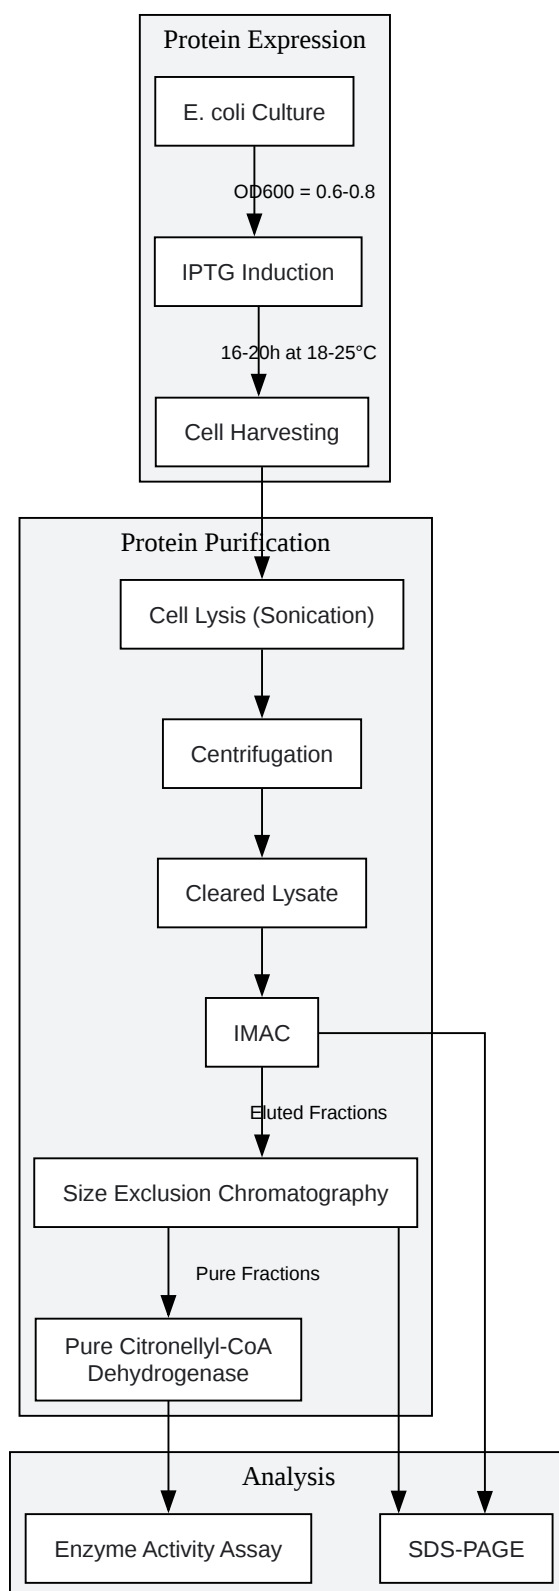 Protein Expression
E. coli Culture
OD600 = 0.6-0.8
IPTG Induction
16-20h at 18-25°C
Cell Harvesting
Protein Purification
Cell Lysis (Sonication)
Centrifugation
Cleared Lysate
IMAC
Eluted Fractions
Size Exclusion Chromatography
Pure Fractions
Pure Citronellyl-CoA
Dehydrogenase
Analysis
Enzyme Activity Assay
SDS-PAGE